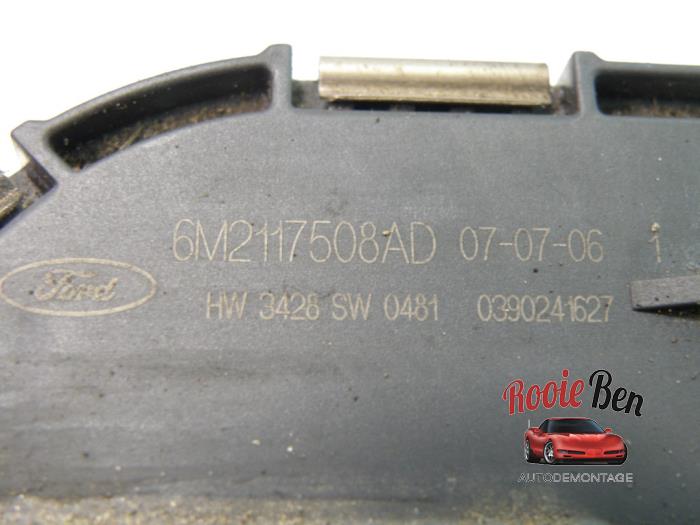 6M2117508AD 07-07-06 1
Ford HW 3428 SW 0481 0390241627
Rooie Ben
AUTODEMONTAGE